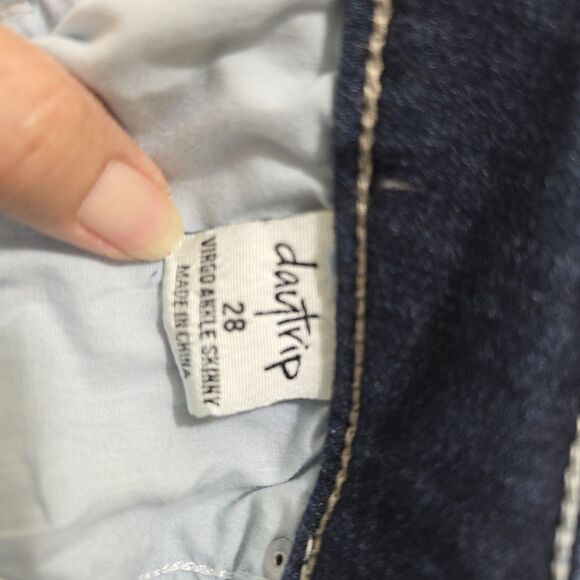 daytrip
28
VIRGO ANKLE SKINNY
MADE IN CHINA